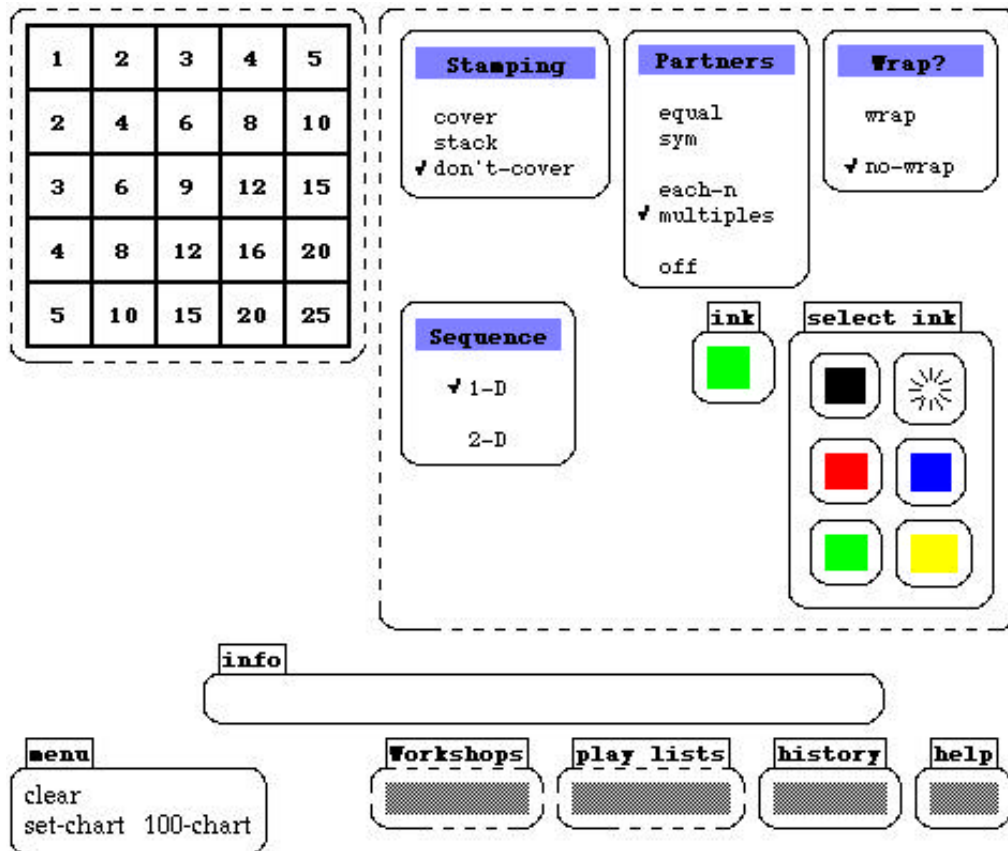 1 2 3 4 5
2 4 6 8 10
3 6 9 12 15
4 8 12 16 20
5 10 15 20 25
Stamping
cover
stack
don't-cover
Partners
equal
sym
each-n
multiples
off
Wrap?
wrap
no-wrap
Sequence
1-D
2-D
ink
select ink
info
menu
clear
set-chart 100-chart
Workshops
play lists
history
help